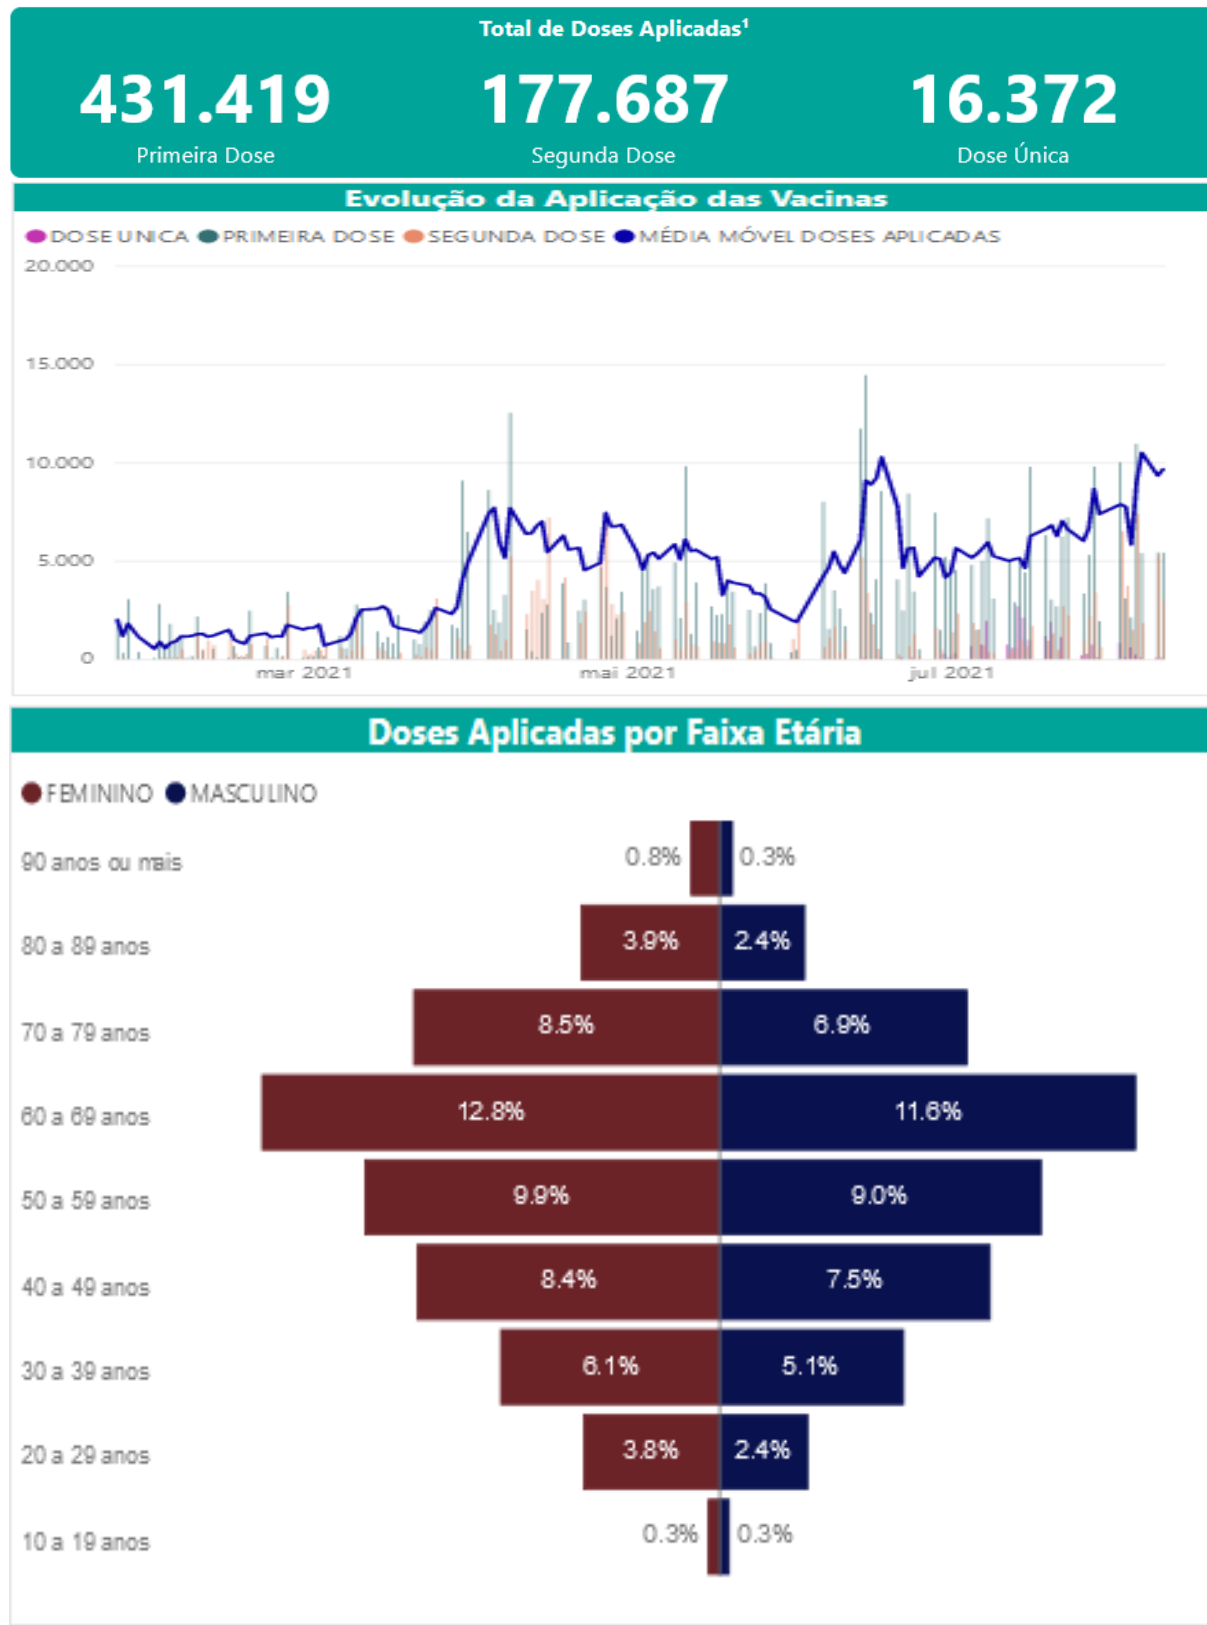 Total de Doses Aplicadas¹
431.419 177.687 16.372
Primeira Dose Segunda Dose Dose Única
Evolução da Aplicação das Vacinas
DOSE UNICA PRIMEIRA DOSE SEGUNDA DOSE MÉDIA MÓVEL DOSES APLICADAS
20.000
15.000
10.000
5.000
0
mar 2021 mai 2021 jul 2021
Doses Aplicadas por Faixa Etária
FEMININO MASCULINO
90 anos ou mais 0.8% 0.3%
80 a 89 anos 3.9% 2.4%
70 a 79 anos 8.5% 6.9%
60 a 69 anos 12.8% 11.6%
50 a 59 anos 9.9% 9.0%
40 a 49 anos 8.4% 7.5%
30 a 39 anos 6.1% 5.1%
20 a 29 anos 3.8% 2.4%
10 a 19 anos 0.3% 0.3%